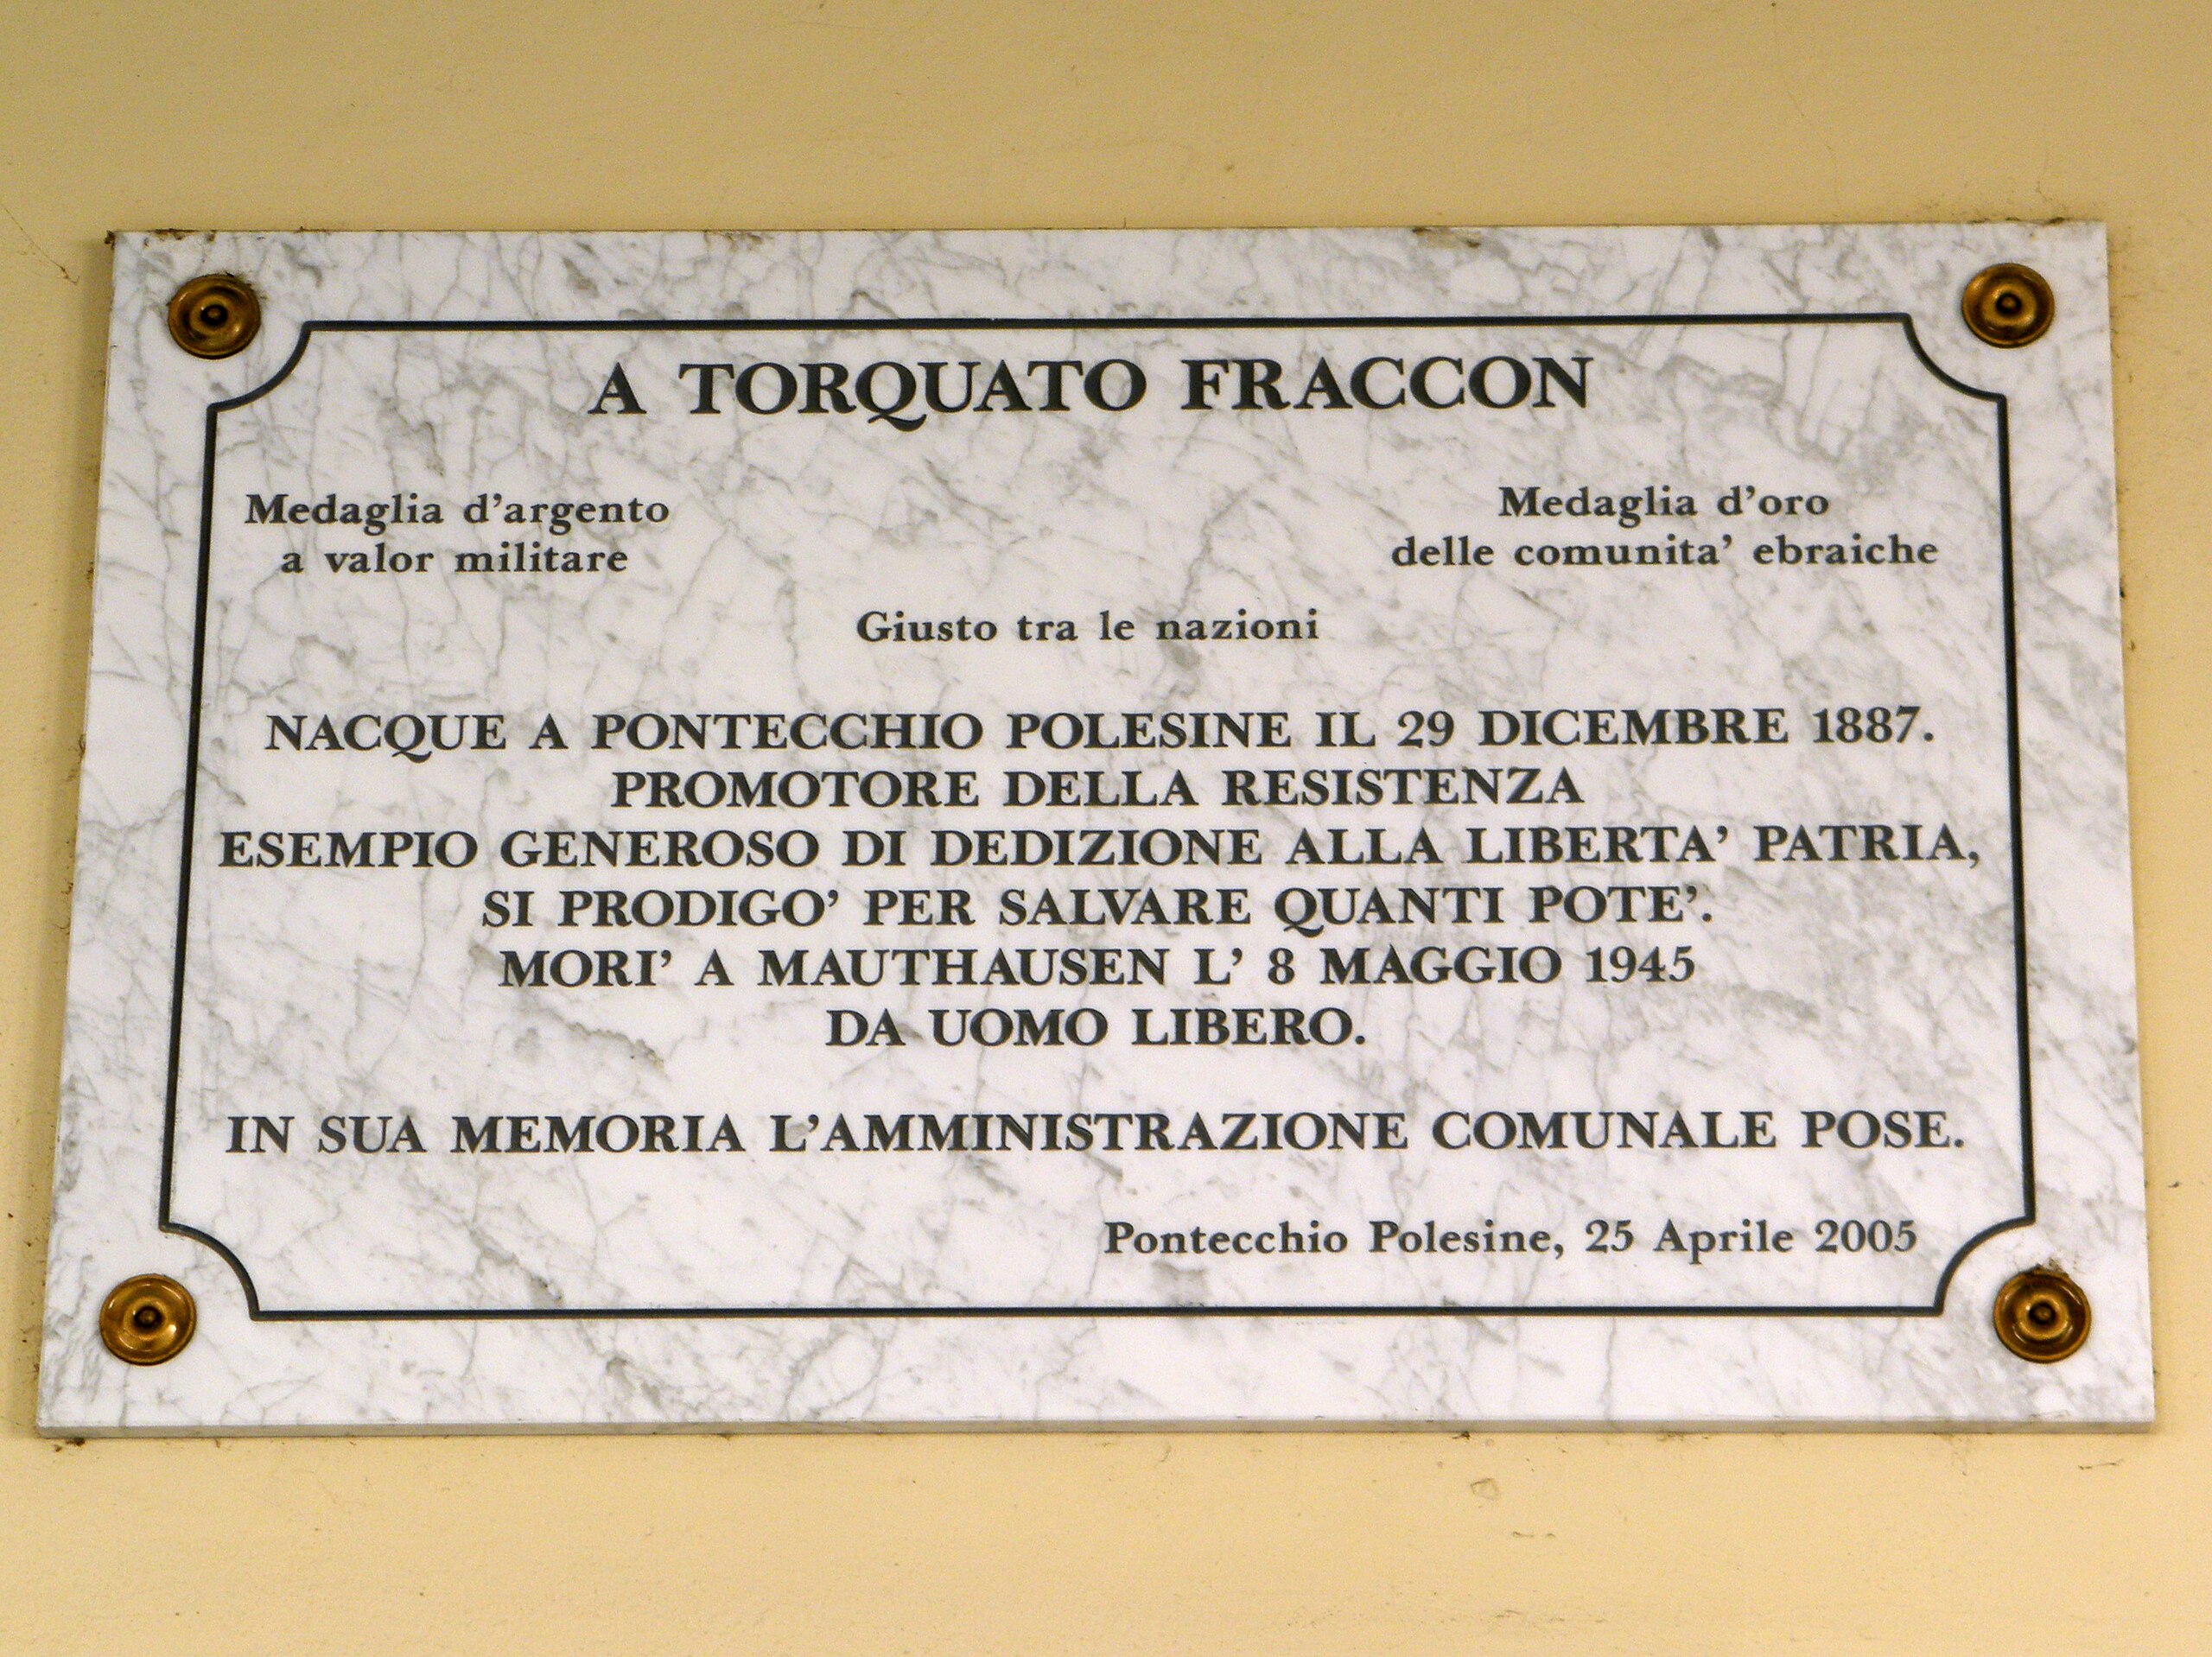 A TORQUATO FRACCON
Medaglia d'argento
a valor militare
Medaglia d'oro
delle comunita' ebraiche
Giusto tra le nazioni
NACQUE A PONTECCHIO POLESINE IL 29 DICEMBRE 1887.
PROMOTORE DELLA RESISTENZA
ESEMPIO GENEROSO DI DEDIZIONE ALLA LIBERTA' PATRIA,
SI PRODIGO' PER SALVARE QUANTI POTE'.
MORI' A MAUTHAUSEN L' 8 MAGGIO 1945
DA UOMO LIBERO.
IN SUA MEMORIA L'AMMINISTRAZIONE COMUNALE POSE.
Pontecchio Polesine, 25 Aprile 2005